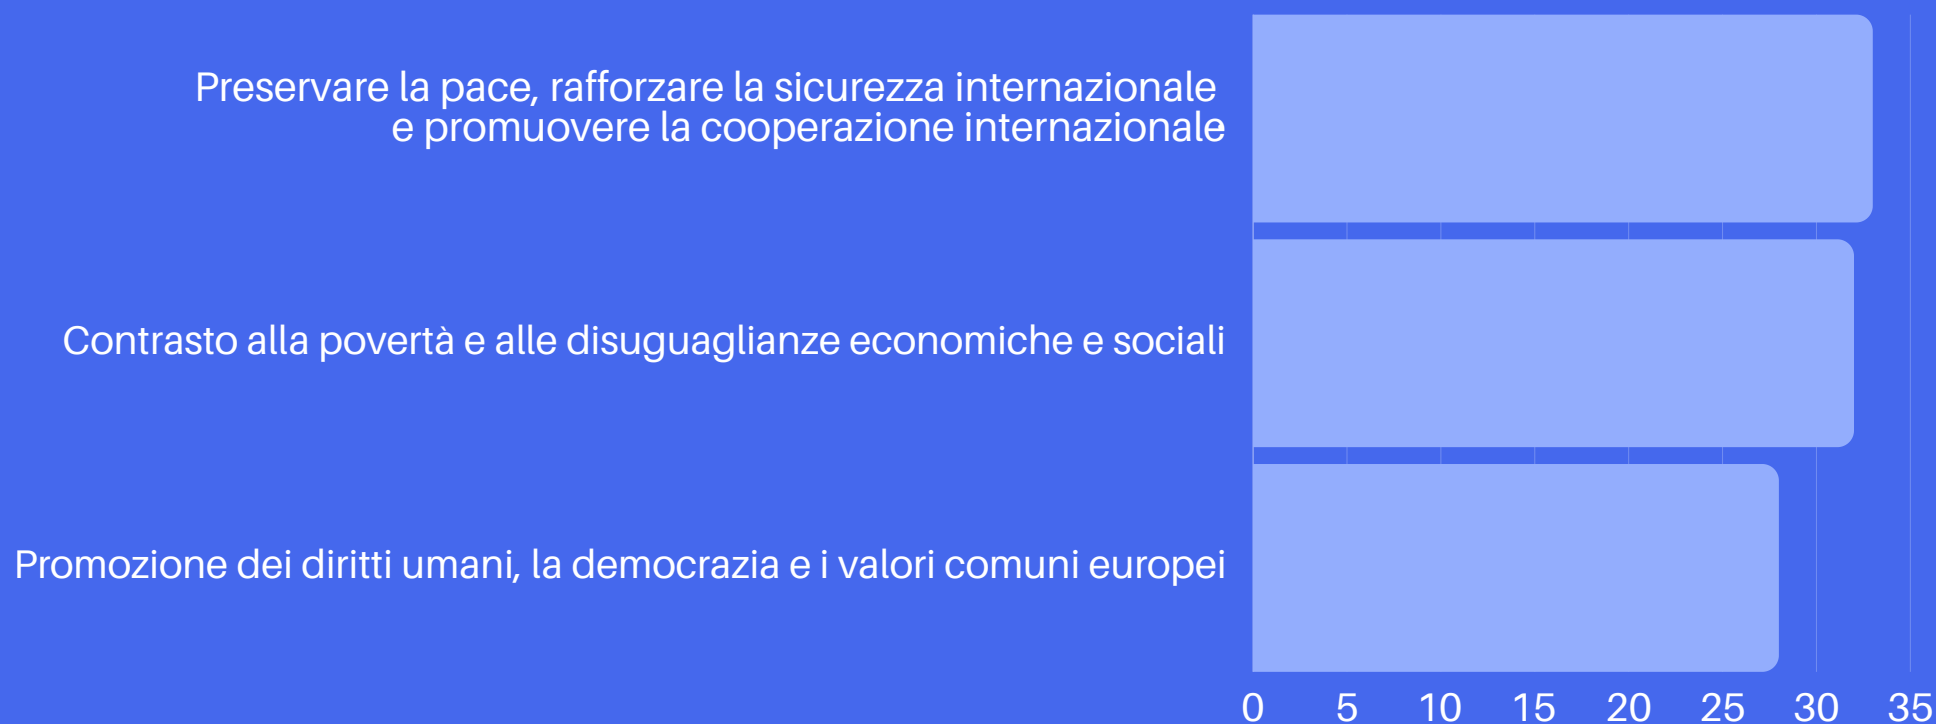 Preservare la pace, rafforzare la sicurezza internazionale
e promuovere la cooperazione internazionale
Contrasto alla povertà e alle disuguaglianze economiche e sociali
Promozione dei diritti umani, la democrazia e i valori comuni europei
0 5 10 15 20 25 30 35